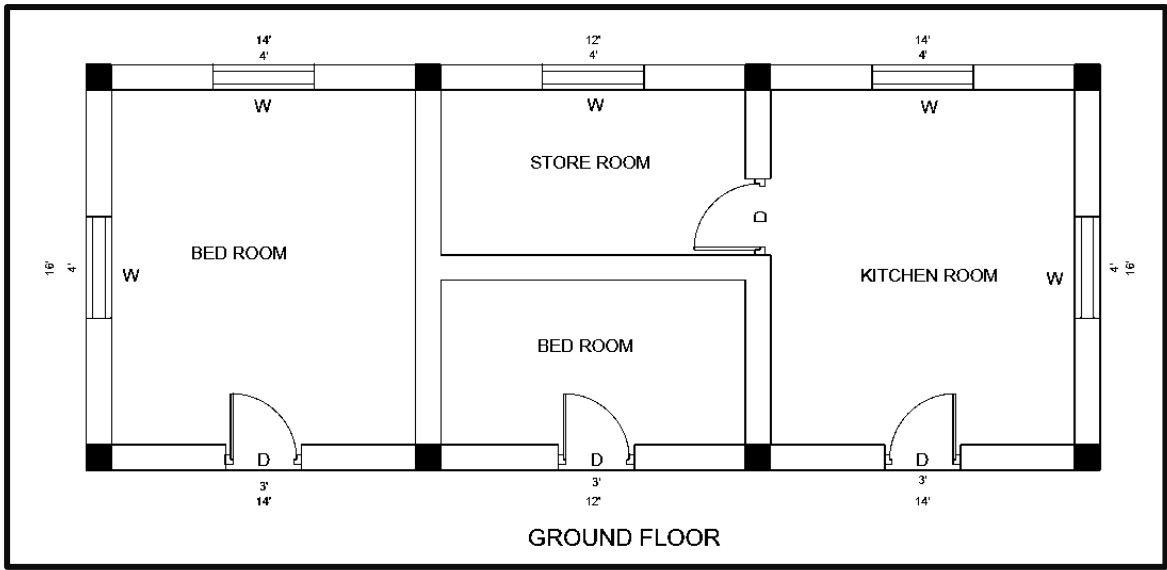 14' 12' 14'
4' 4' 4'
W W W
STORE ROOM
D
BED ROOM
16' 4' W
KITCHEN ROOM W 4' 16'
BED ROOM
D D D
3' 3' 3'
14' 12' 14'
GROUND FLOOR